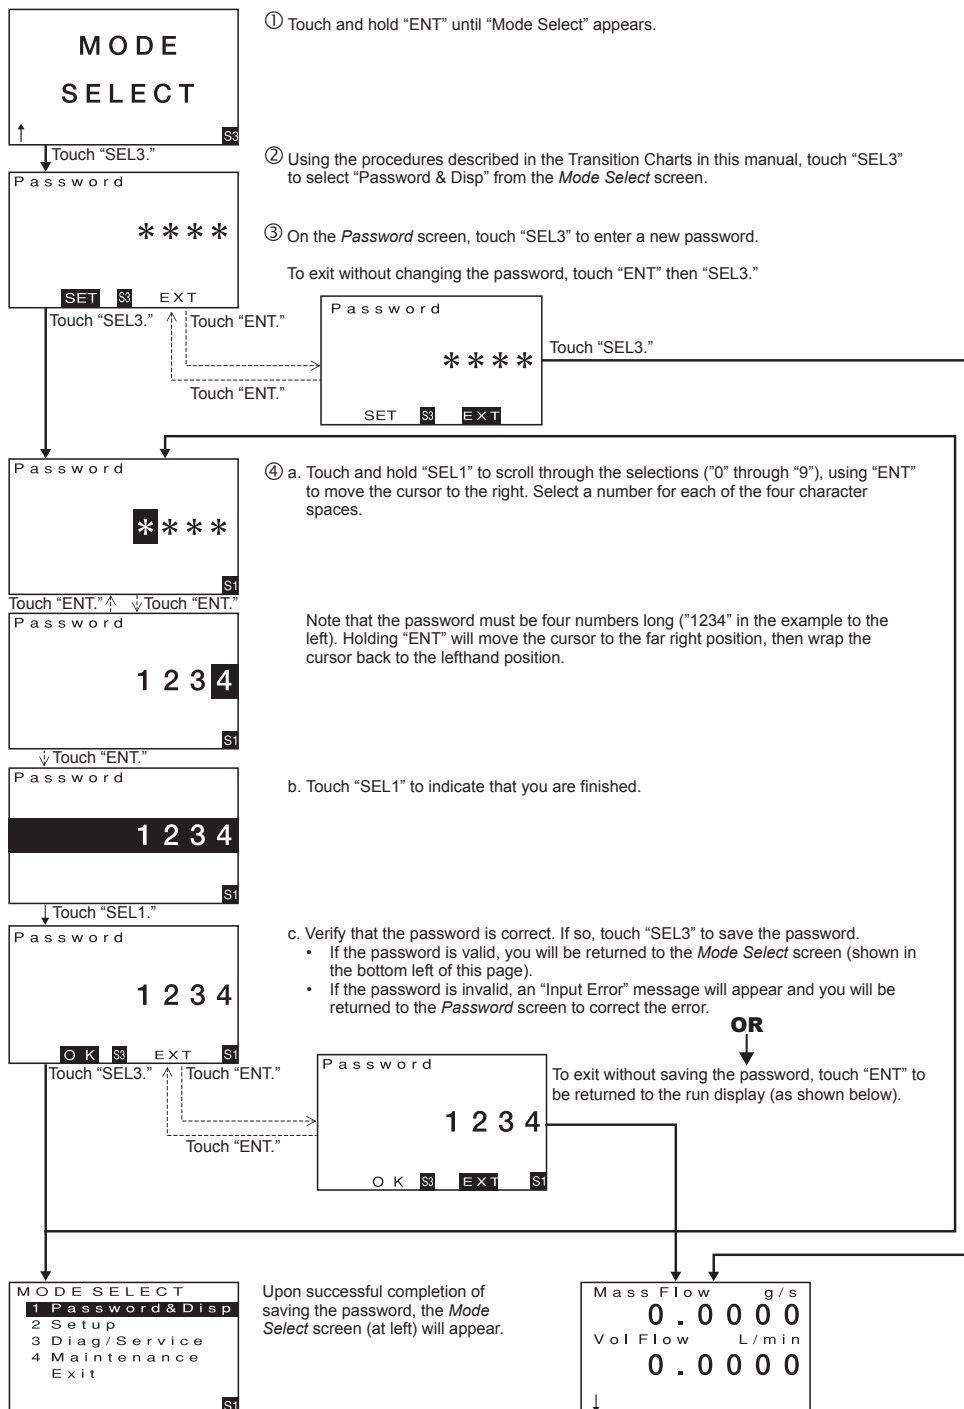 MODE
SELECT
↑ S3
① Touch and hold “ENT” until “Mode Select” appears.
Touch “SEL3.”
② Using the procedures described in the Transition Charts in this manual, touch “SEL3”
to select “Password & Disp” from the Mode Select screen.
Password
****
SET S3 EXT
③ On the Password screen, touch “SEL3” to enter a new password.
To exit without changing the password, touch “ENT” then “SEL3.”
Touch “SEL3.”
Touch “ENT.”
Touch “ENT.”
Password
****
SET S3 EXT
Touch “SEL3.”
Password
****
S1
④ a. Touch and hold “SEL1” to scroll through the selections ("0” through “9”), using “ENT”
to move the cursor to the right. Select a number for each of the four character
spaces.
Touch “ENT.”
Touch “ENT.”
Password
1234
S1
Note that the password must be four numbers long ("1234” in the example to the
left). Holding “ENT” will move the cursor to the far right position, then wrap the
cursor back to the lefthand position.
Touch “ENT.”
Password
1234
S1
b. Touch “SEL1” to indicate that you are finished.
Touch “SEL1.”
Password
1234
OK S3 EXT S1
c. Verify that the password is correct. If so, touch “SEL3” to save the password.
• If the password is valid, you will be returned to the Mode Select screen (shown in
the bottom left of this page).
• If the password is invalid, an “Input Error” message will appear and you will be
returned to the Password screen to correct the error.
OR
To exit without saving the password, touch “ENT” to
be returned to the run display (as shown below).
Touch “SEL3.”
Touch “ENT.”
Touch “ENT.”
Password
1234
OK S3 EXT S1
MODE SELECT
1 Password&Disp
2 Setup
3 Diag/Service
4 Maintenance
Exit
S1
Upon successful completion of
saving the password, the Mode
Select screen (at left) will appear.
Mass Flow g/s
0.0000
Vol Flow L/min
0.0000
↓